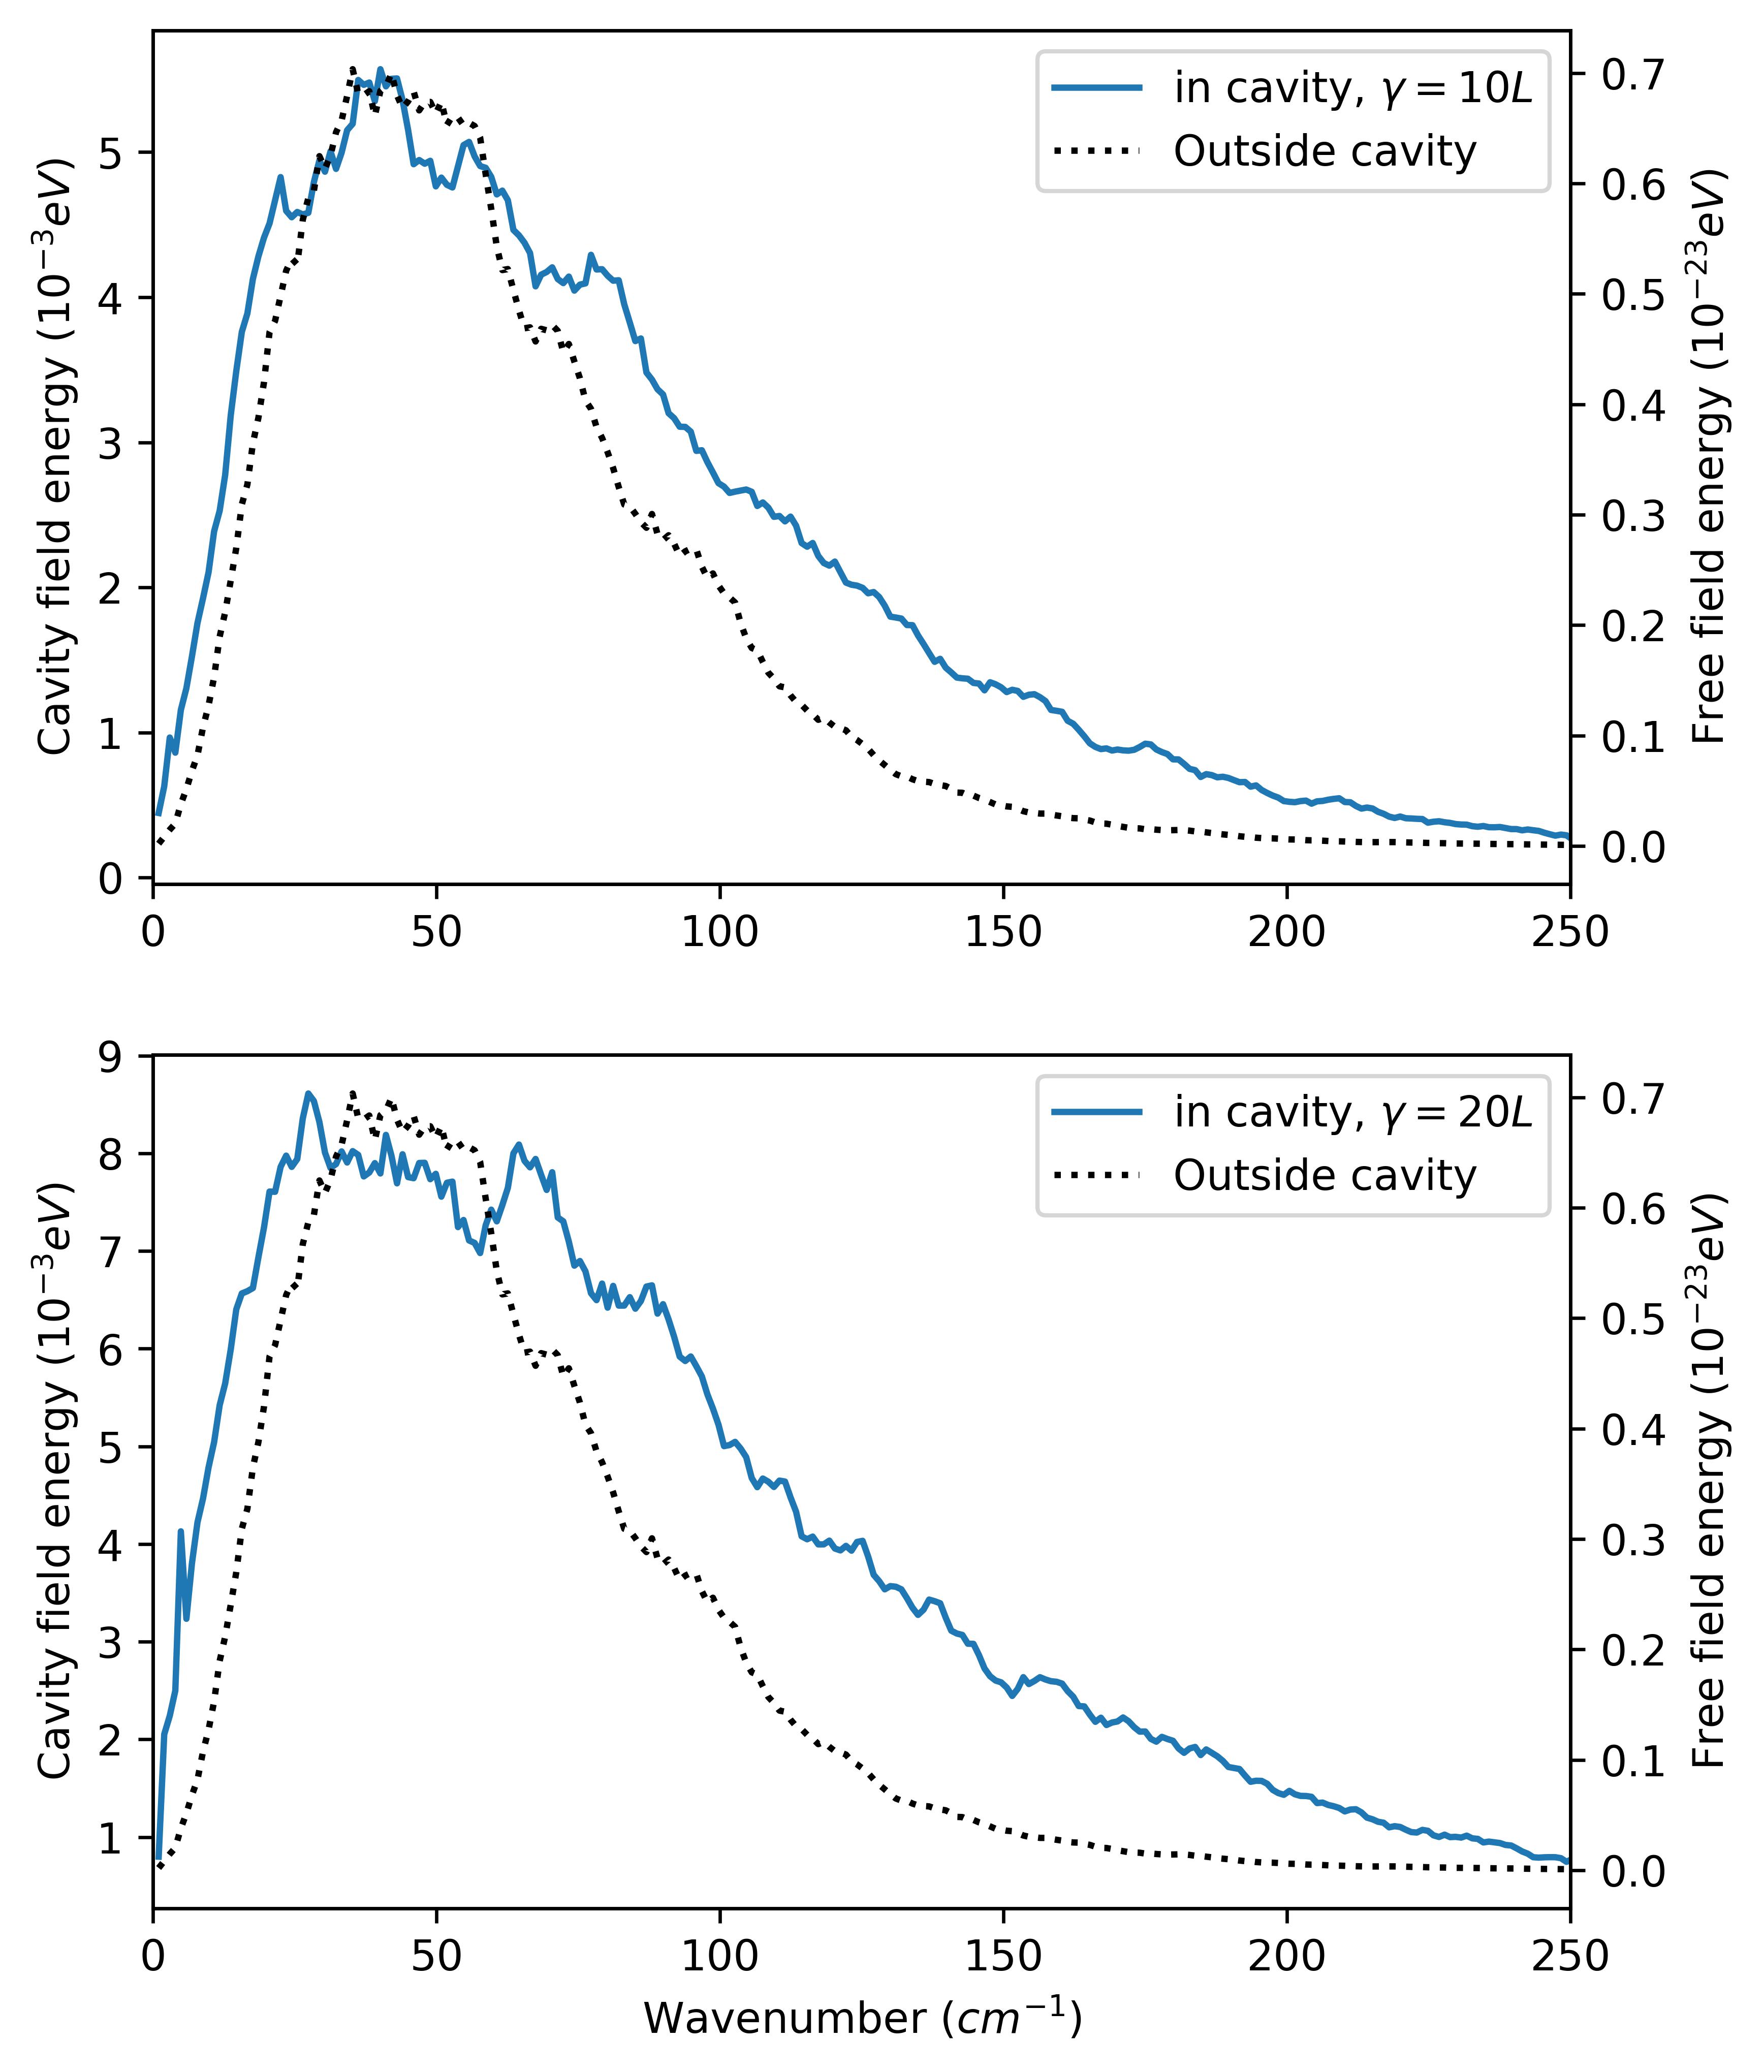 in cavity, γ = 10L
Outside cavity
Cavity field energy (10⁻³eV)
5
4
3
2
1
0
Free field energy (10⁻²³eV)
0.7
0.6
0.5
0.4
0.3
0.2
0.1
0.0
0 50 100 150 200 250
in cavity, γ = 20L
Outside cavity
Cavity field energy (10⁻³eV)
9
8
7
6
5
4
3
2
1
Free field energy (10⁻²³eV)
0.7
0.6
0.5
0.4
0.3
0.2
0.1
0.0
0 50 100 150 200 250
Wavenumber (cm⁻¹)